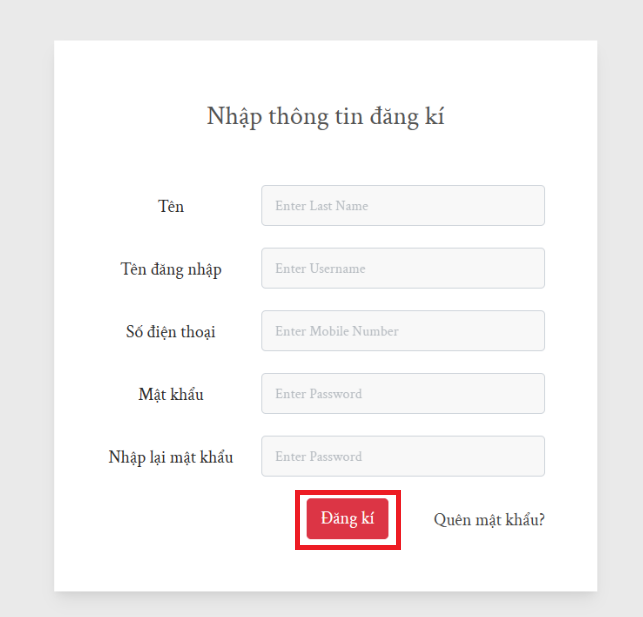 Nhập thông tin đăng kí
Tên
Enter Last Name
Tên đăng nhập
Enter Username
Số điện thoại
Enter Mobile Number
Mật khẩu
Enter Password
Nhập lại mật khẩu
Enter Password
Đăng kí
Quên mật khẩu?